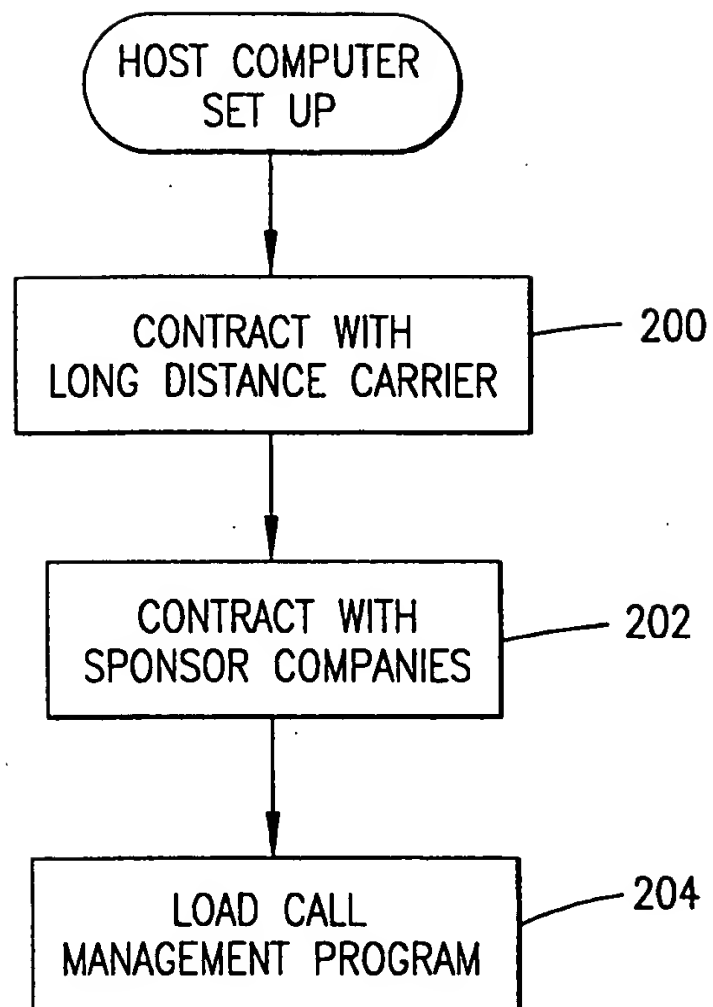 HOST COMPUTER
SET UP
CONTRACT WITH
LONG DISTANCE CARRIER
200
CONTRACT WITH
SPONSOR COMPANIES
202
LOAD CALL
MANAGEMENT PROGRAM
204